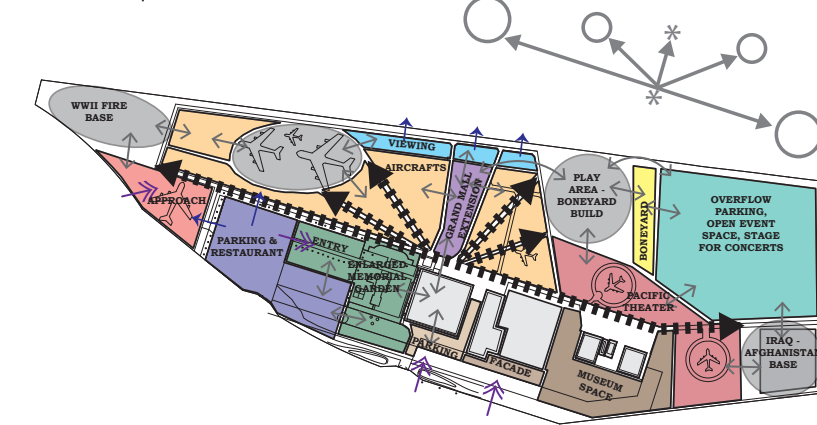 WWII FIRE
BASE
VIEWING
AIRCRAFTS
GRAND MALL
EXTENSION
PLAY
AREA -
BONEYARD
BUILD
BONEYARD
OVERFLOW
PARKING,
OPEN EVENT
SPACE, STAGE
FOR CONCERTS
APPROACH
PARKING &
RESTAURANT
ENTRY
ENLARGED
MEMORIAL
GARDEN
PACIFIC
THEATER
PARKING
FACADE
MUSEUM
SPACE
IRAQ -
AFGHANISTAN
BASE